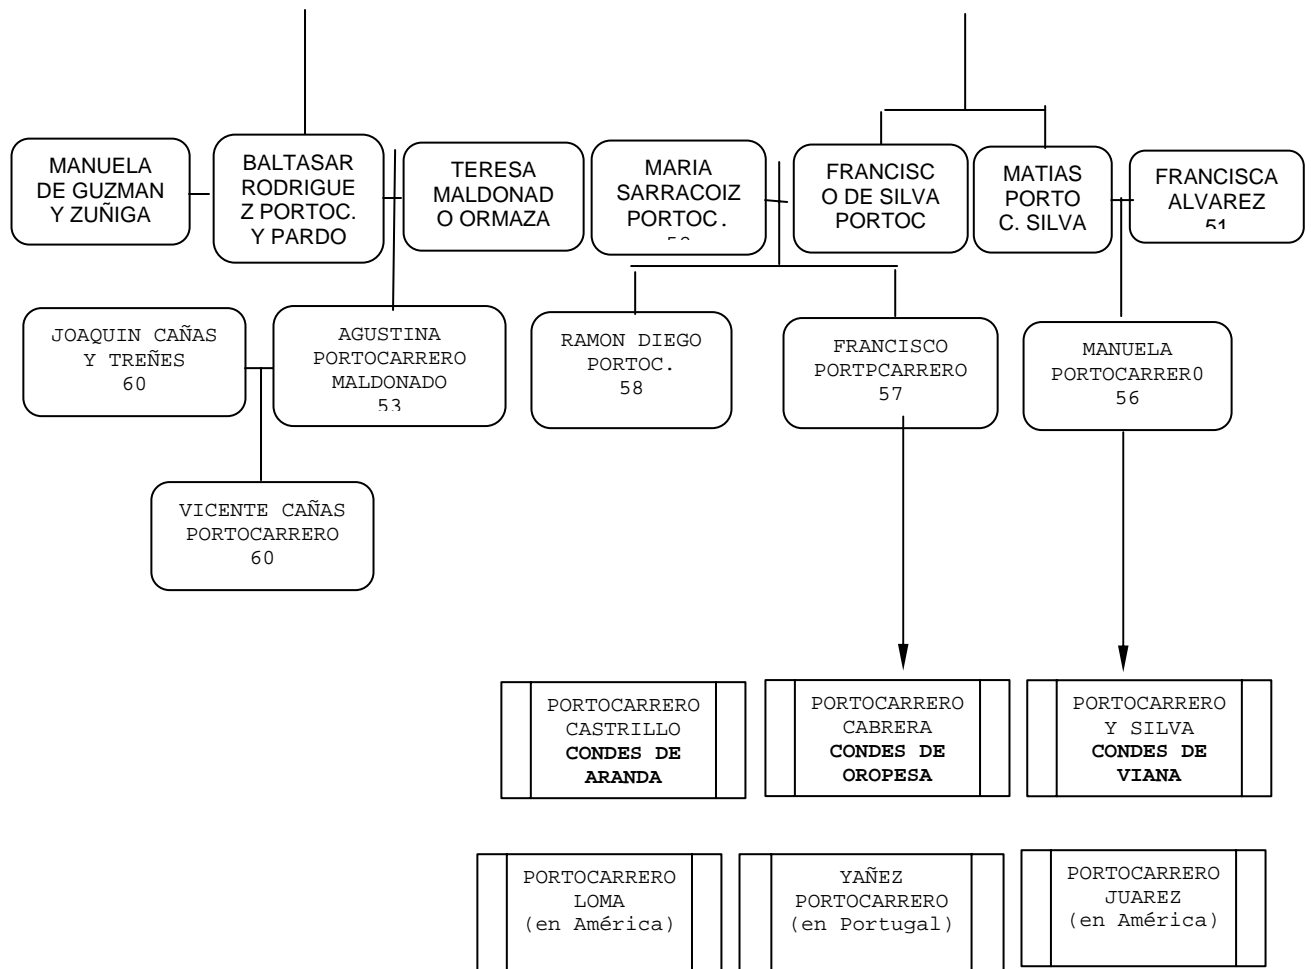 MANUELA
DE GUZMAN
Y ZUÑIGA
BALTASAR
RODRIGUE
Z PORTOC.
Y PARDO
TERESA
MALDONAD
O ORMAZA
MARIA
SARRACOIZ
PORTOC.
FRANCISC
O DE SILVA
PORTOC
MATIAS
PORTO
C. SILVA
FRANCISCA
ALVAREZ
51
JOAQUIN CAÑAS
Y TREÑES
60
AGUSTINA
PORTOCARRERO
MALDONADO
53
RAMON DIEGO
PORTOC.
58
FRANCISCO
PORTPCARRERO
57
MANUELA
PORTOCARRER0
56
VICENTE CAÑAS
PORTOCARRERO
60
PORTOCARRERO
CASTRILLO
CONDES DE
ARANDA
PORTOCARRERO
CABRERA
CONDES DE
OROPESA
PORTOCARRERO
Y SILVA
CONDES DE
VIANA
PORTOCARRERO
LOMA
(en América)
YAÑEZ
PORTOCARRERO
(en Portugal)
PORTOCARRERO
JUAREZ
(en América)